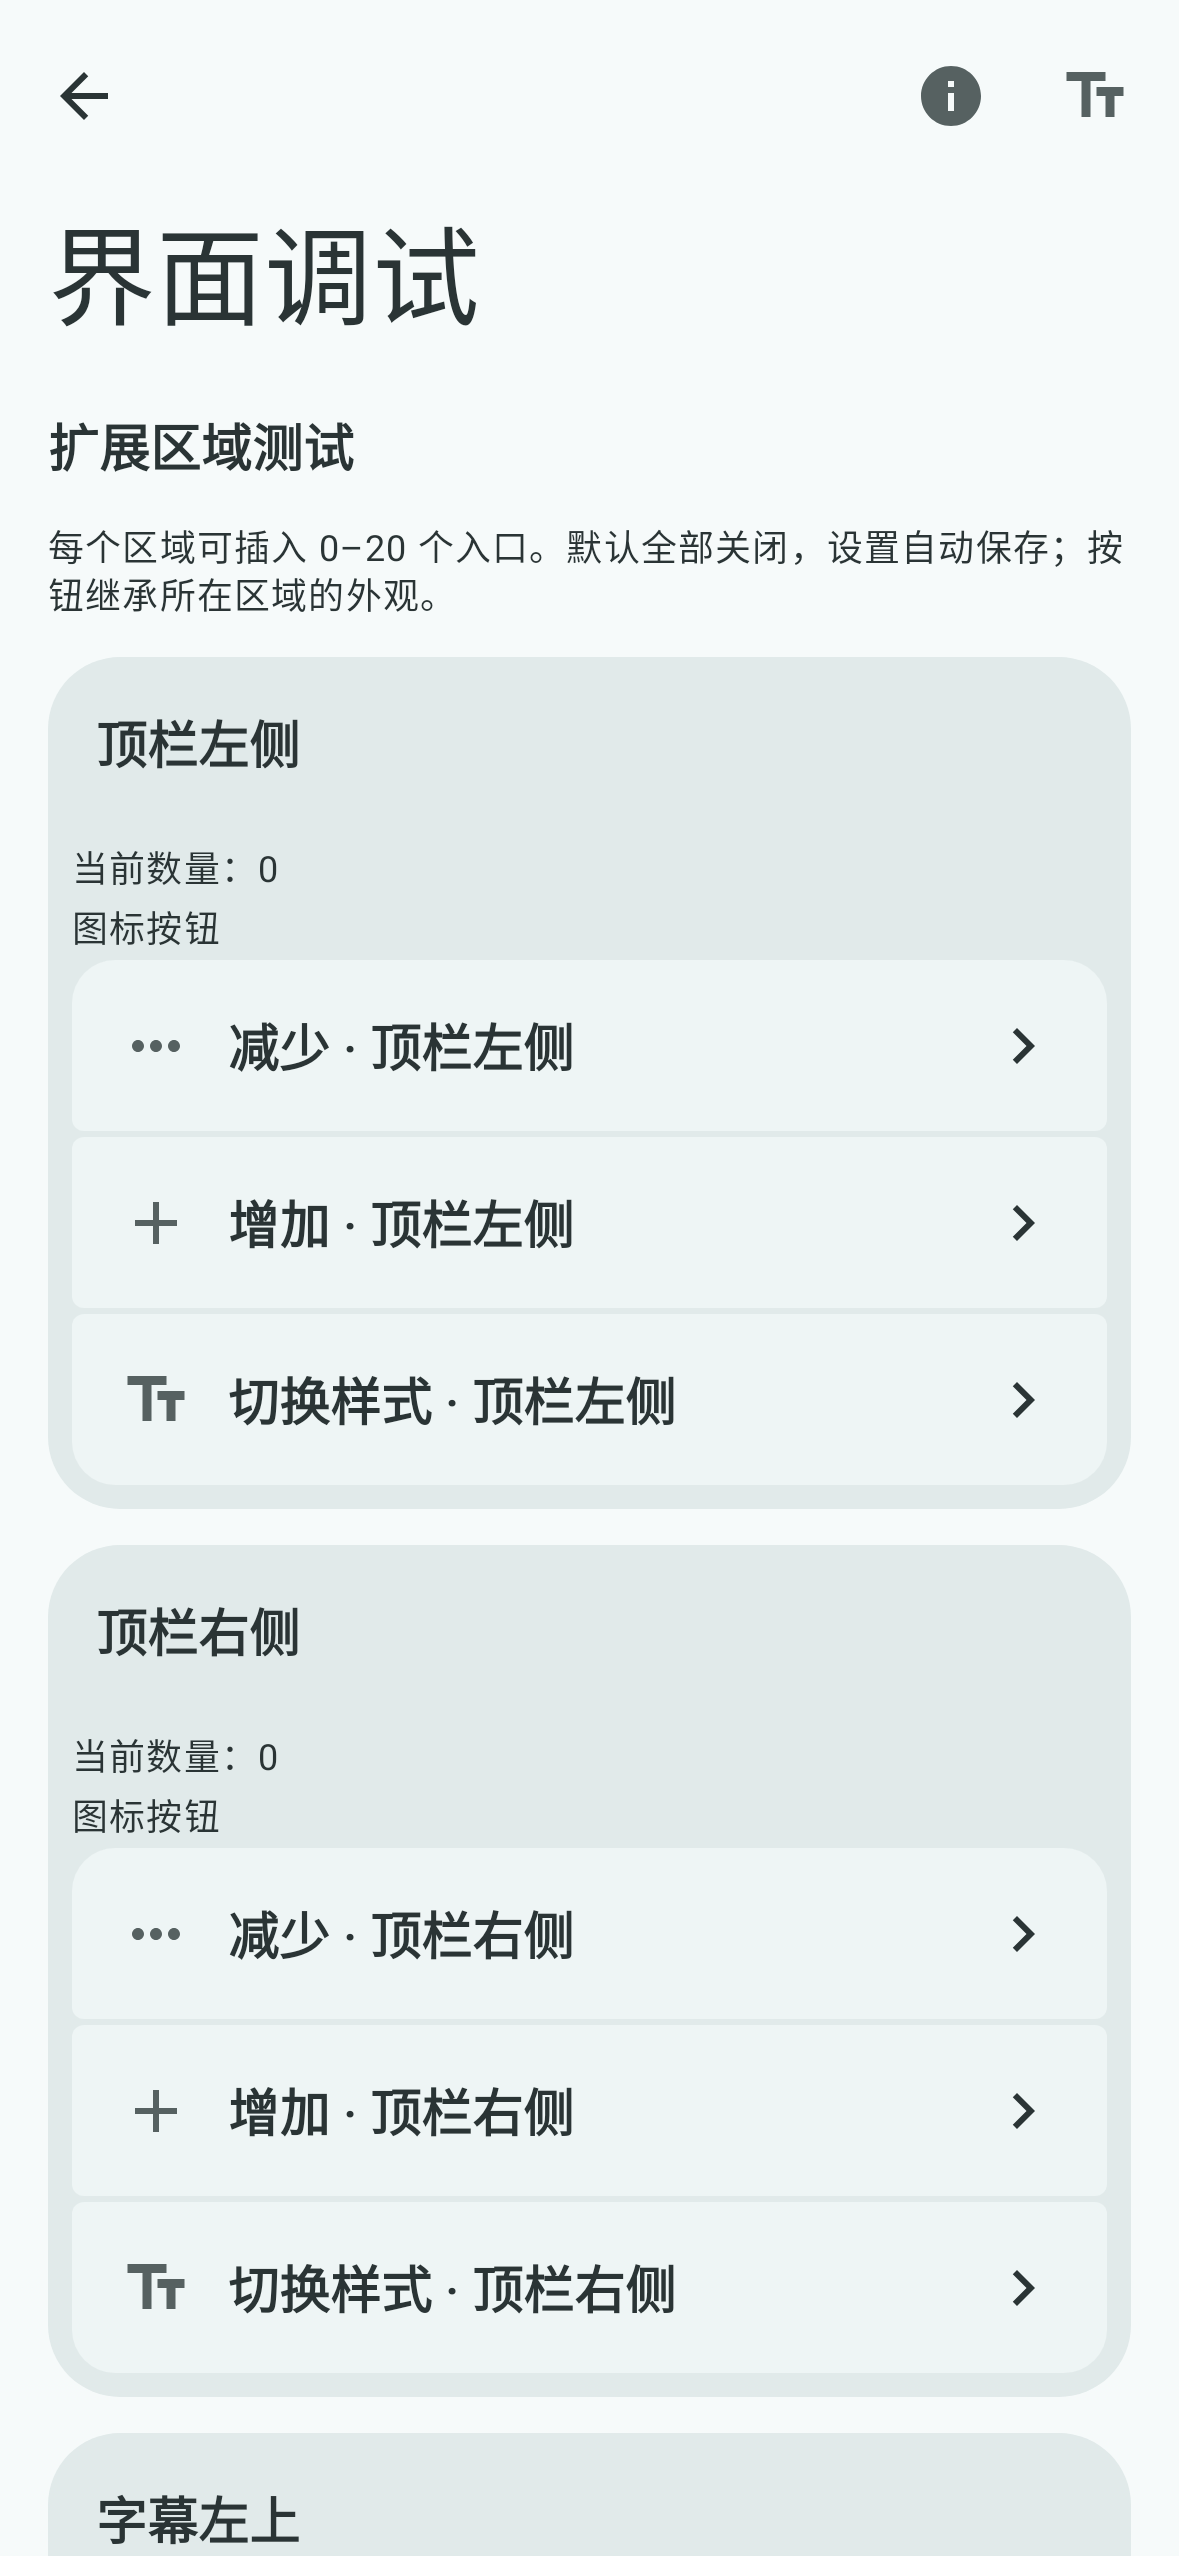 界面调试
扩展区域测试
每个区域可插入 0–20 个入口。默认全部关闭，设置自动保存；按
钮继承所在区域的外观。
顶栏左侧
当前数量：0
图标按钮
减少 · 顶栏左侧
增加 · 顶栏左侧
切换样式 · 顶栏左侧
顶栏右侧
当前数量：0
图标按钮
减少 · 顶栏右侧
增加 · 顶栏右侧
切换样式 · 顶栏右侧
字幕左上